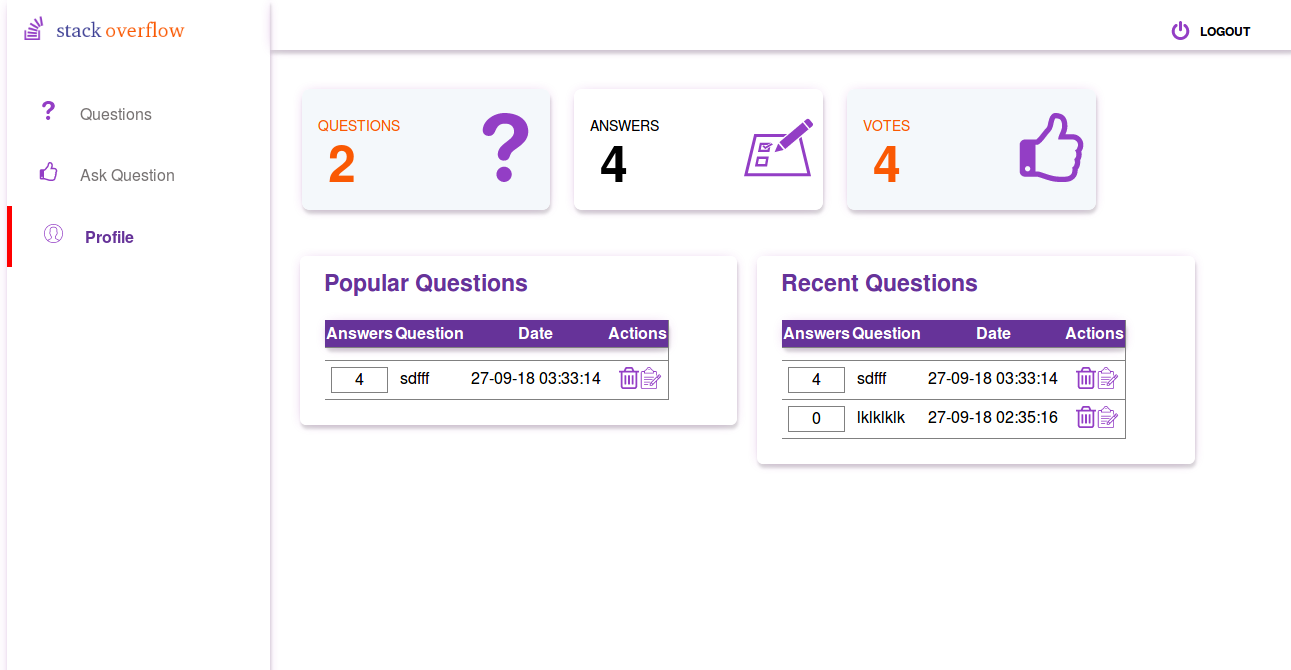 stack overflow
LOGOUT
Questions
Ask Question
Profile
QUESTIONS
2
ANSWERS
4
VOTES
4
Popular Questions
Answers Question Date Actions
4 sdfff 27-09-18 03:33:14
Recent Questions
Answers Question Date Actions
4 sdfff 27-09-18 03:33:14
0 lklklklk 27-09-18 02:35:16